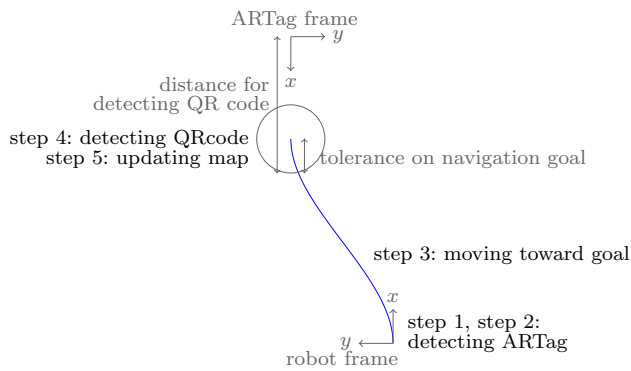 ARTag frame
y
x
distance for
detecting QR code
step 4: detecting QRcode
step 5: updating map
tolerance on navigation goal
step 3: moving toward goal
x
step 1, step 2:
detecting ARTag
y
robot frame